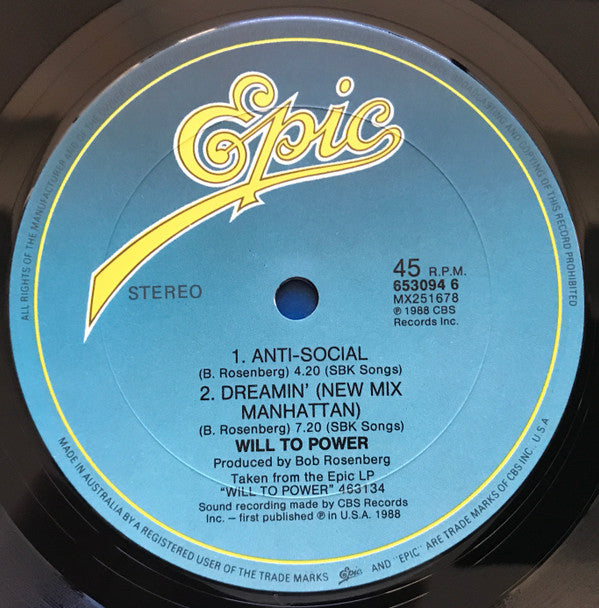 Epic
STEREO
45 R.P.M.
653094 6
MX251678
℗ 1988 CBS
Records Inc.
1. ANTI-SOCIAL
(B. Rosenberg) 4.20 (SBK Songs)
2. DREAMIN' (NEW MIX
MANHATTAN)
(B. Rosenberg) 7.20 (SBK Songs)
WILL TO POWER
Produced by Bob Rosenberg
Taken from the Epic LP
"WILL TO POWER" 463134
Sound recording made by CBS Records
Inc. – first published ℗ in U.S.A. 1988
ALL RIGHTS OF THE MANUFACTURER AND OF THE
BROADCASTING AND COPYING OF THIS RECORD PROHIBITED
MADE IN AUSTRALIA BY A REGISTERED USER OF THE TRADE MARKS Epic AND "EPIC" ARE TRADE MARKS OF CBS INC. U.S.A